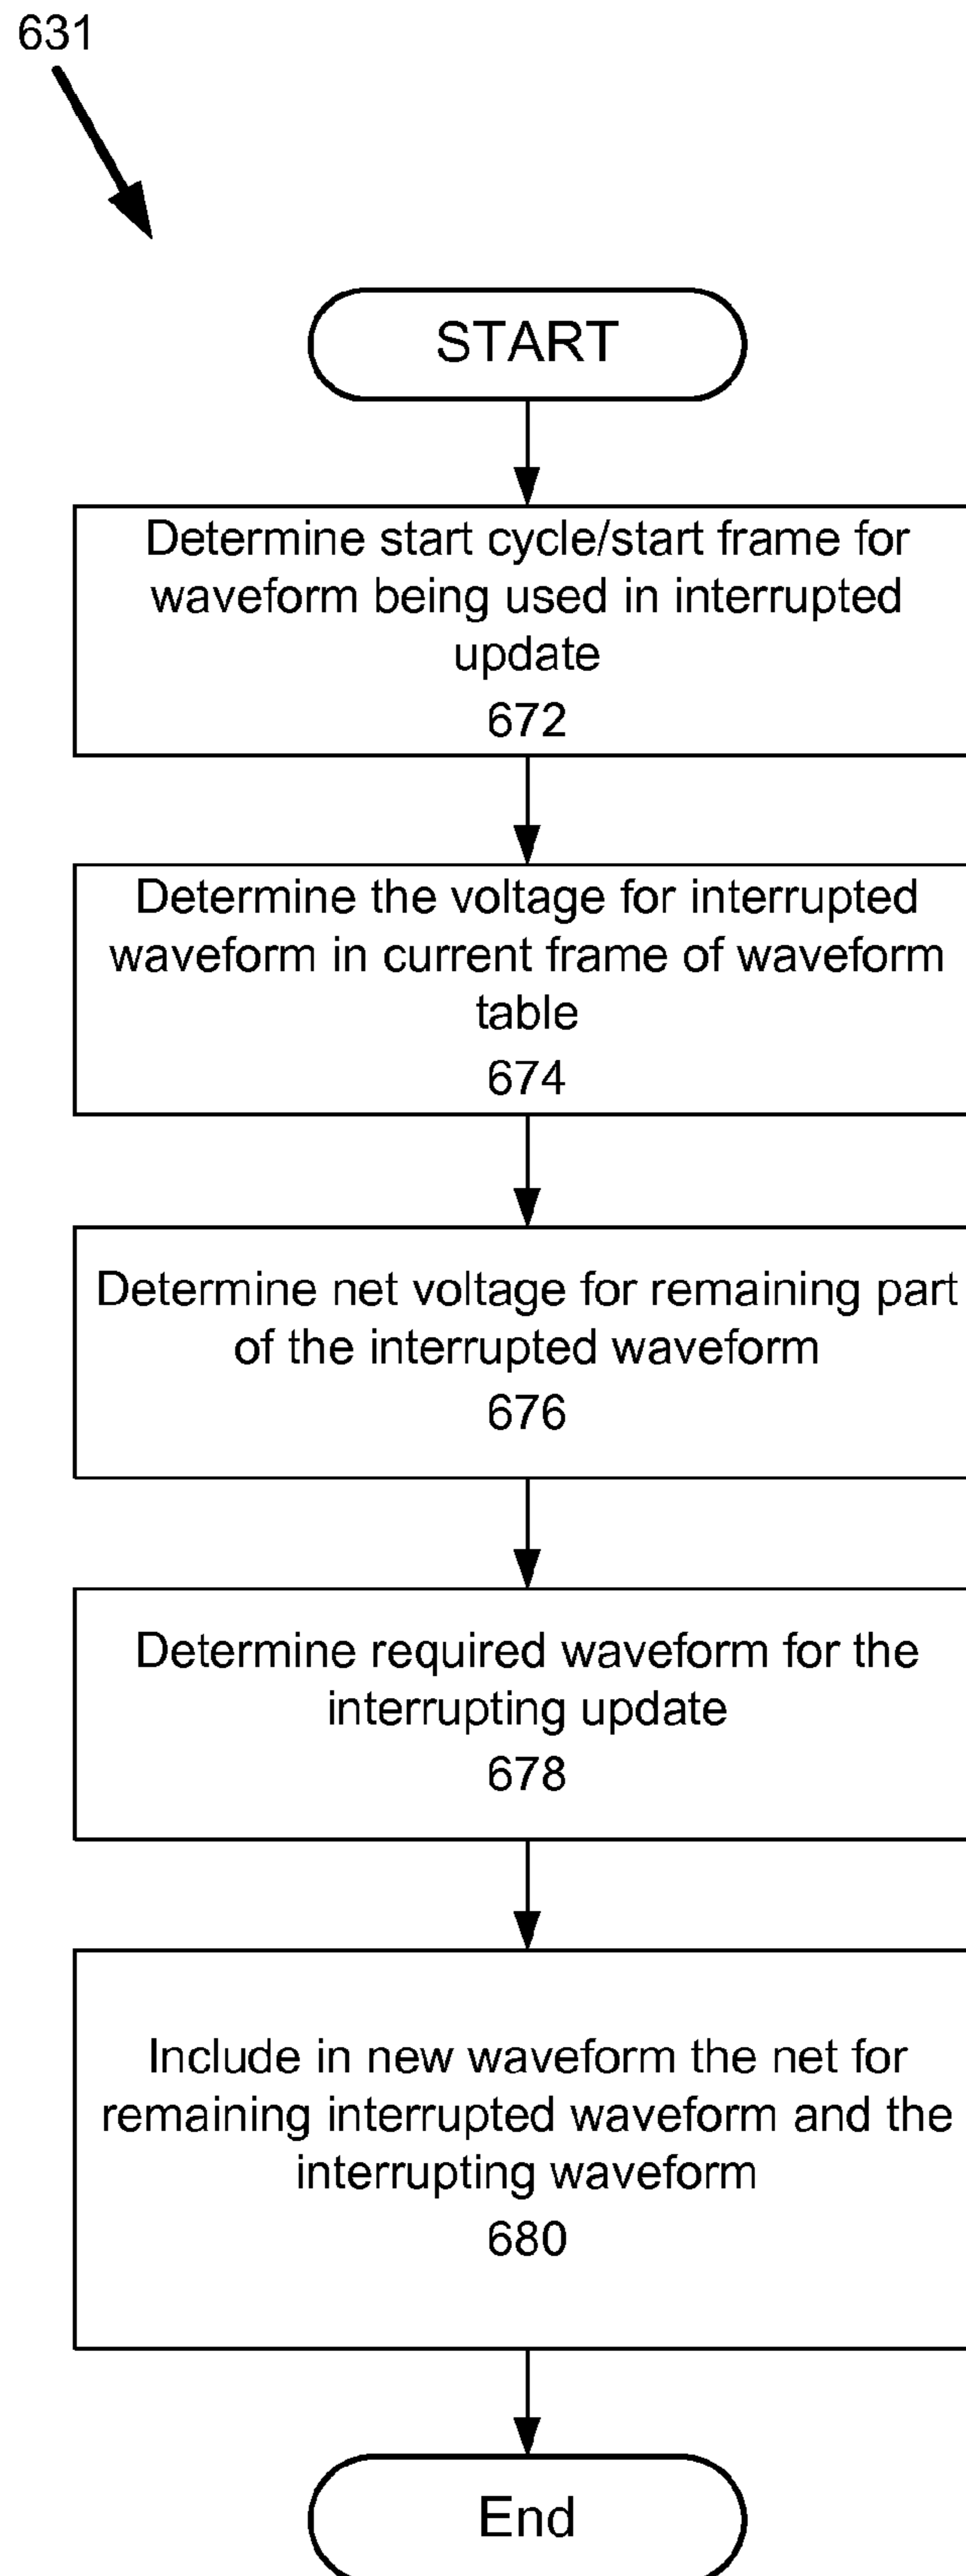 631
START
Determine start cycle/start frame for
waveform being used in interrupted
update
672
Determine the voltage for interrupted
waveform in current frame of waveform
table
674
Determine net voltage for remaining part
of the interrupted waveform
676
Determine required waveform for the
interrupting update
678
Include in new waveform the net for
remaining interrupted waveform and the
interrupting waveform
680
End